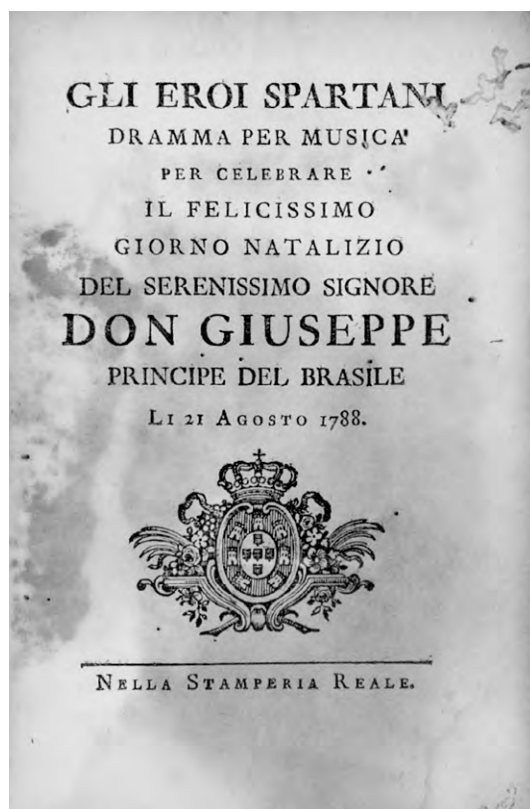 GLI EROI SPARTANI
DRAMMA PER MUSICA
PER CELEBRARE
IL FELICISSIMO
GIORNO NATALIZIO
DEL SERENISSIMO SIGNORE
DON GIUSEPPE
PRINCIPE DEL BRASILE
LI 21 AGOSTO 1788.
NELLA STAMPERIA REALE.